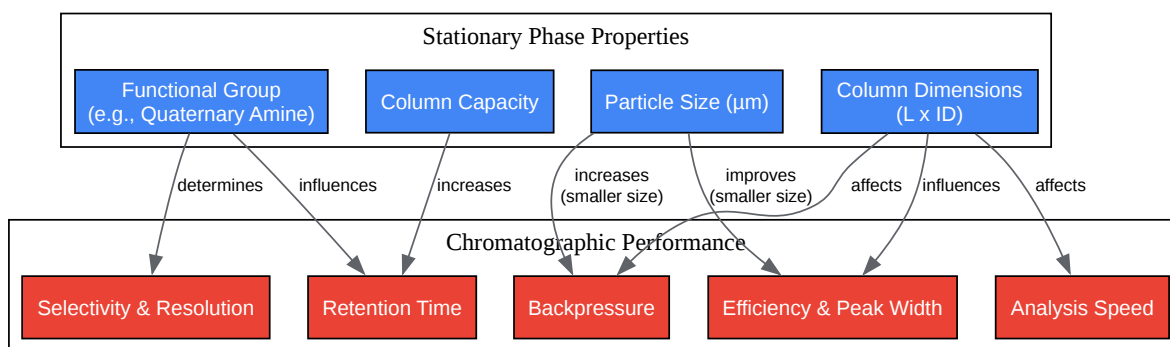 Stationary Phase Properties
Functional Group
(e.g., Quaternary Amine)
Column Capacity
Particle Size (µm)
Column Dimensions
(L x ID)
determines
influences
increases
increases
(smaller size)
improves
(smaller size)
affects
influences
affects
Chromatographic Performance
Selectivity & Resolution
Retention Time
Backpressure
Efficiency & Peak Width
Analysis Speed